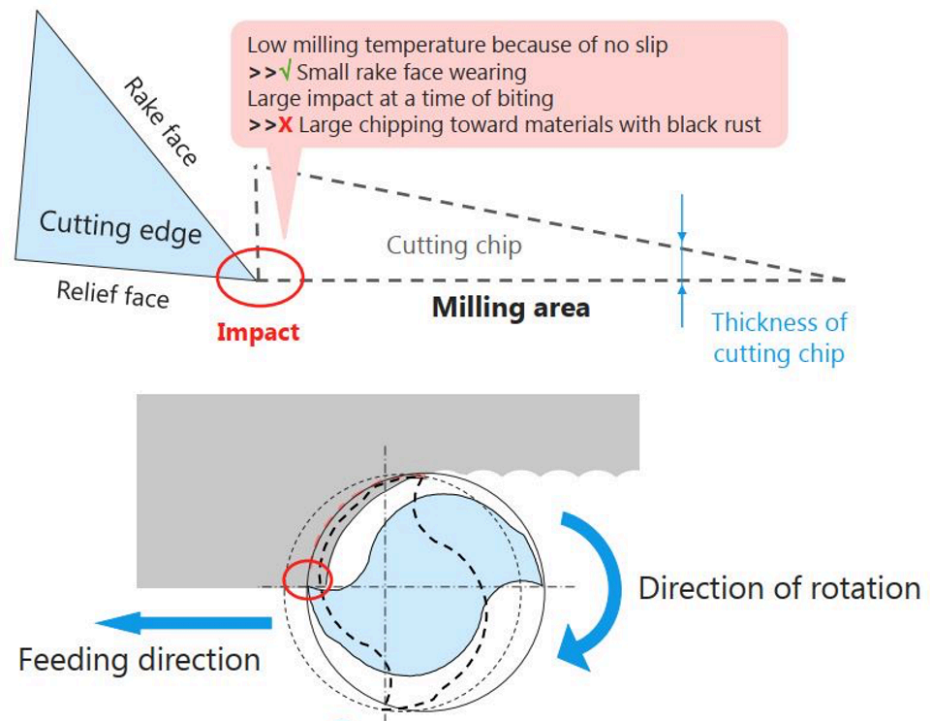 Low milling temperature because of no slip
>>√ Small rake face wearing
Large impact at a time of biting
>>X Large chipping toward materials with black rust
Rake face
Cutting edge
Relief face
Impact
Cutting chip
Milling area
Thickness of
cutting chip
Direction of rotation
Feeding direction